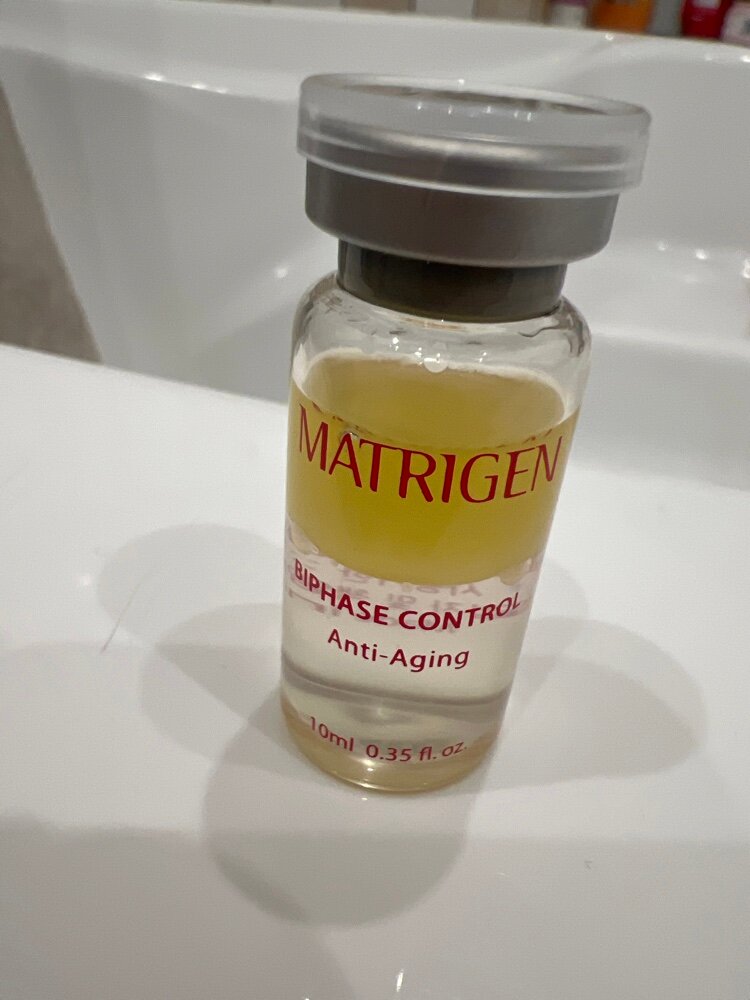 MATRIGEN
BIPHASE CONTROL
Anti-Aging
10ml 0.35 fl. oz.